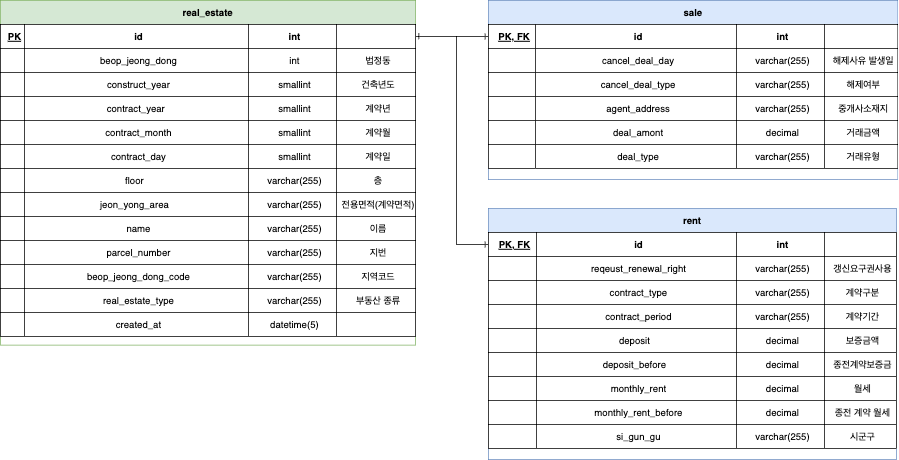 real_estate
PK id int
beop_jeong_dong int 법정동
construct_year smallint 건축년도
contract_year smallint 계약년
contract_month smallint 계약월
contract_day smallint 계약일
floor varchar(255) 층
jeon_yong_area varchar(255) 전용면적(계약면적)
name varchar(255) 이름
parcel_number varchar(255) 지번
beop_jeong_dong_code varchar(255) 지역코드
real_estate_type varchar(255) 부동산 종류
created_at datetime(5)
sale
PK, FK id int
cancel_deal_day varchar(255) 해제사유 발생일
cancel_deal_type varchar(255) 해제여부
agent_address varchar(255) 중개사소재지
deal_amont decimal 거래금액
deal_type varchar(255) 거래유형
rent
PK, FK id int
reqeust_renewal_right varchar(255) 갱신요구권사용
contract_type varchar(255) 계약구분
contract_period varchar(255) 계약기간
deposit decimal 보증금액
deposit_before decimal 종전계약보증금
monthly_rent decimal 월세
monthly_rent_before decimal 종전 계약 월세
si_gun_gu varchar(255) 시군구